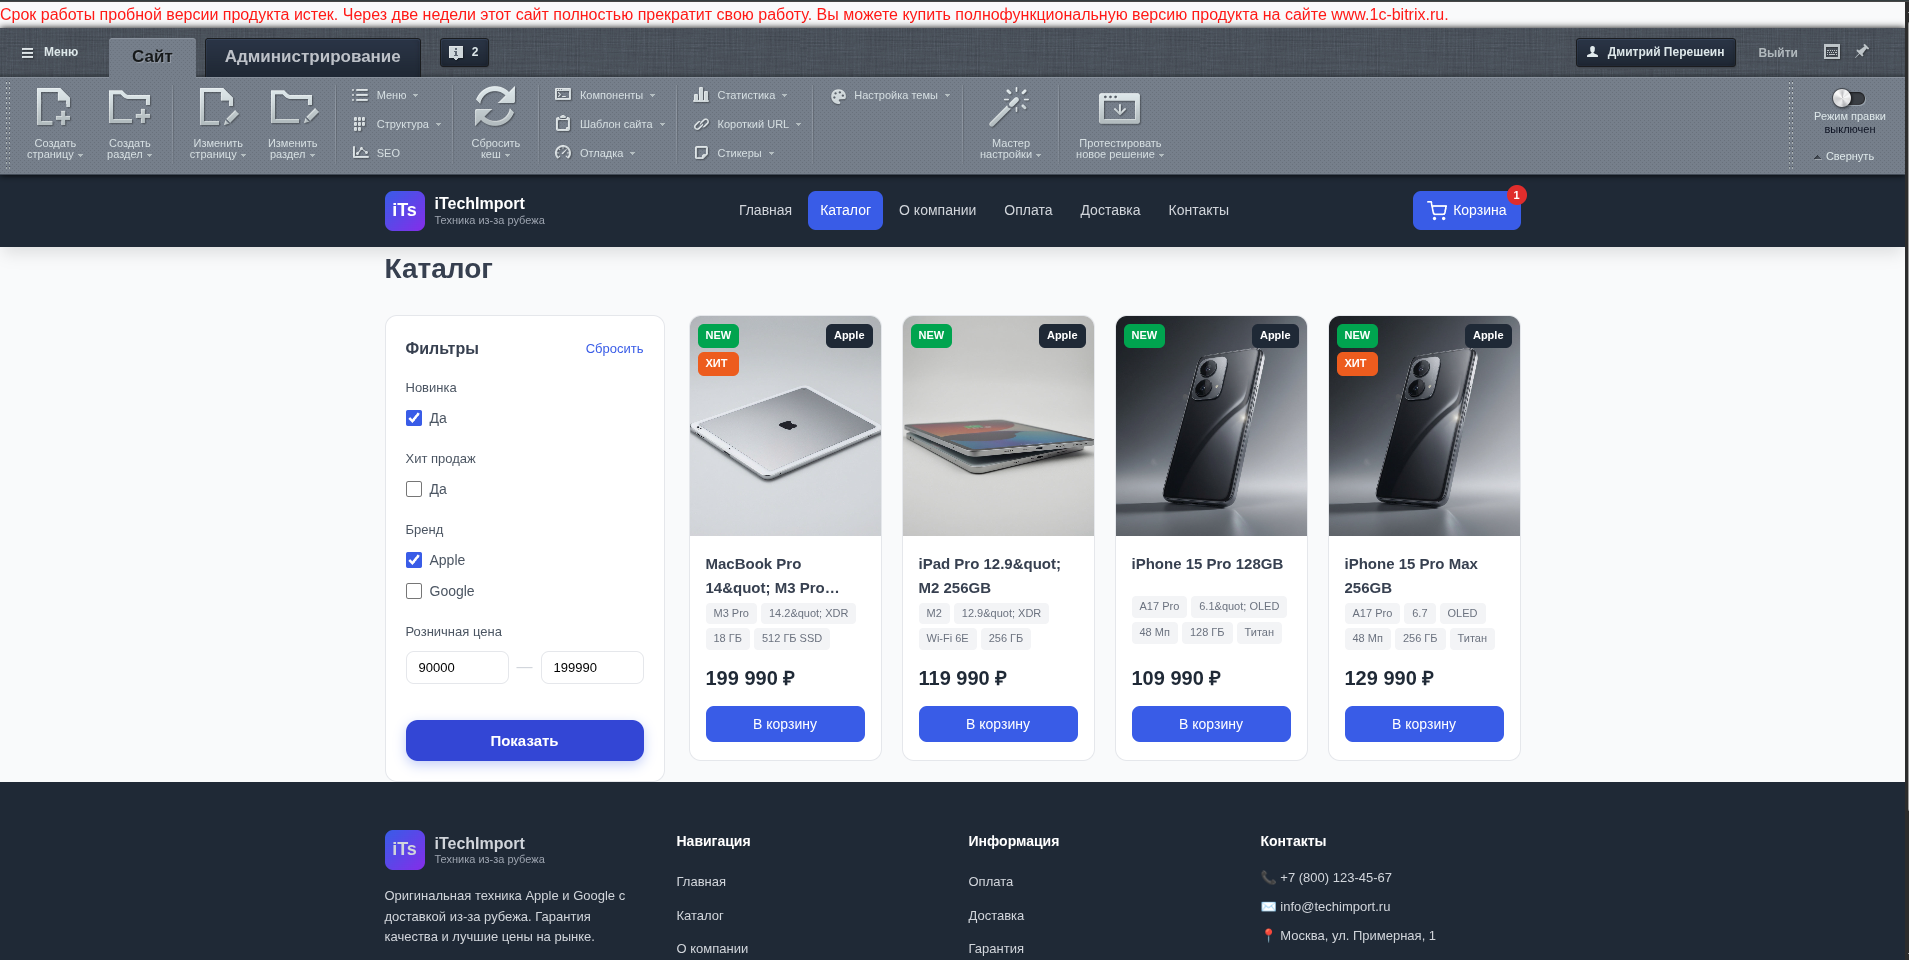 Срок работы пробной версии продукта истек. Через две недели этот сайт полностью прекратит свою работу. Вы можете купить полнофункциональную версию продукта на сайте www.1c-bitrix.ru.
Меню
Сайт
Администрирование
2
Дмитрий Перешеин
Выйти
Создать
страницу
Создать
раздел
Изменить
страницу
Изменить
раздел
Меню
Структура
SEO
Сбросить
кеш
Компоненты
Шаблон сайта
Отладка
Статистика
Короткий URL
Стикеры
Настройка темы
Мастер
настройки
Протестировать
новое решение
Режим правки
выключен
Свернуть
iTs
iTechImport
Техника из-за рубежа
Главная
Каталог
О компании
Оплата
Доставка
Контакты
Корзина
1
Каталог
Фильтры
Сбросить
Новинка
Да
Хит продаж
Да
Бренд
Apple
Google
Розничная цена
90000 — 199990
Показать
NEW
ХИТ
Apple
MacBook Pro
14&quot; M3 Pro…
M3 Pro 14.2&quot; XDR
18 ГБ 512 ГБ SSD
199 990 ₽
В корзину
NEW
Apple
iPad Pro 12.9&quot;
M2 256GB
M2 12.9&quot; XDR
Wi-Fi 6E 256 ГБ
119 990 ₽
В корзину
NEW
Apple
iPhone 15 Pro 128GB
A17 Pro 6.1&quot; OLED
48 Мп 128 ГБ Титан
109 990 ₽
В корзину
NEW
ХИТ
Apple
iPhone 15 Pro Max
256GB
A17 Pro 6.7 OLED
48 Мп 256 ГБ Титан
129 990 ₽
В корзину
iTs
iTechImport
Техника из-за рубежа
Оригинальная техника Apple и Google с
доставкой из-за рубежа. Гарантия
качества и лучшие цены на рынке.
Навигация
Главная
Каталог
О компании
Информация
Оплата
Доставка
Гарантия
Контакты
+7 (800) 123-45-67
info@techimport.ru
Москва, ул. Примерная, 1